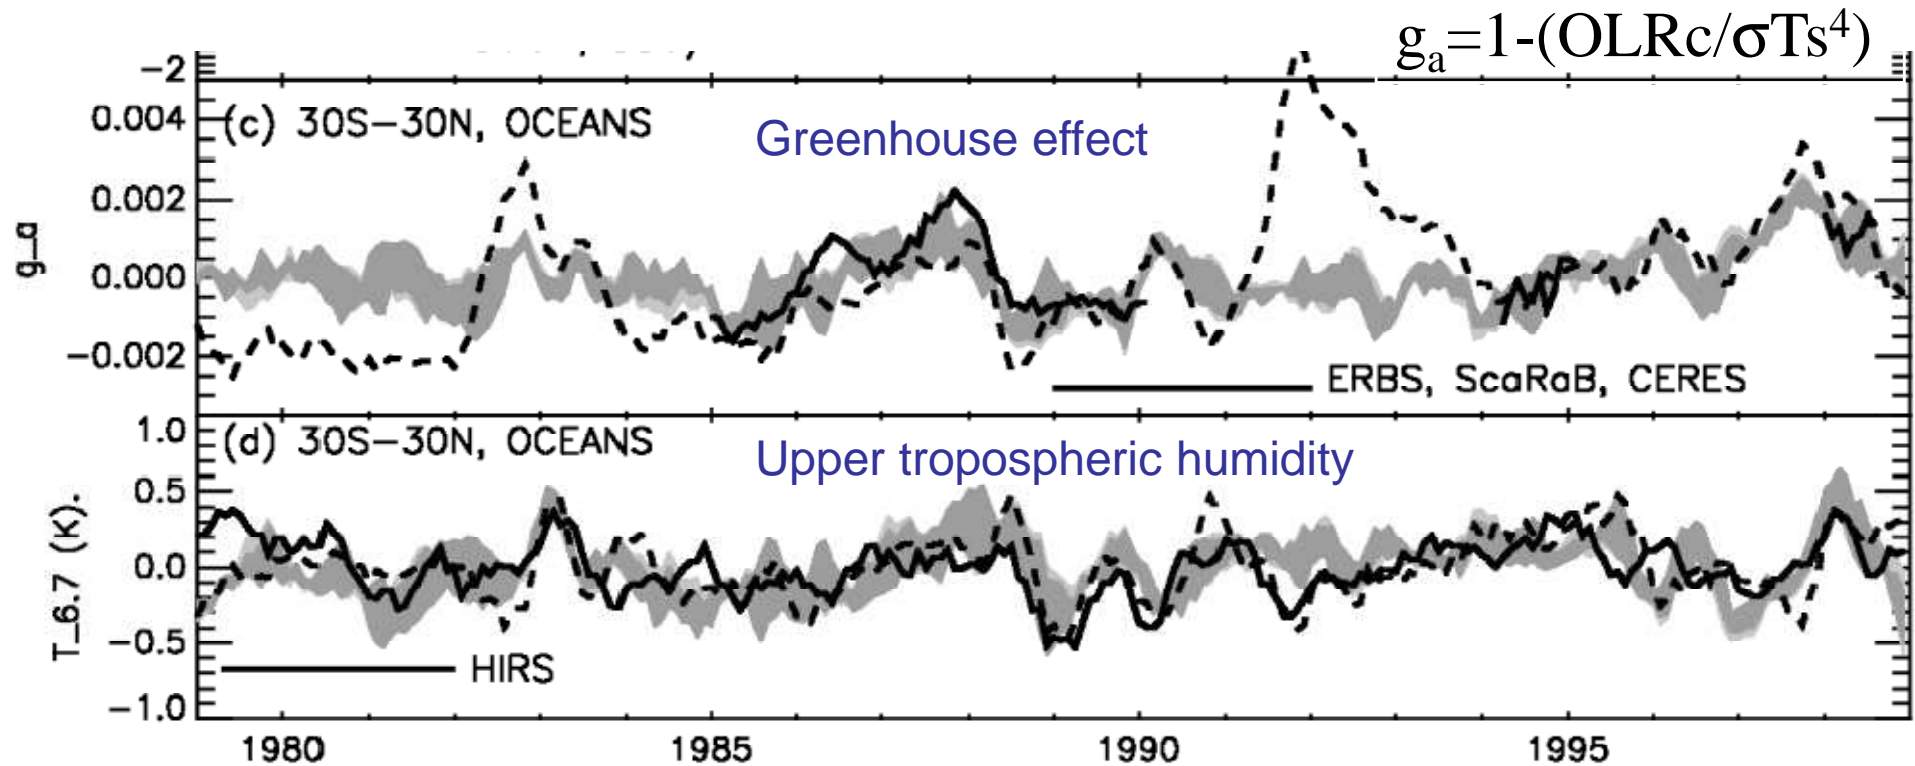 gₐ=1-(OLRc/σTs⁴)
−2
(c) 30S−30N, OCEANS
Greenhouse effect
0.004
0.002
0.000
−0.002
g_a
ERBS, ScaRaB, CERES
(d) 30S−30N, OCEANS
Upper tropospheric humidity
1.0
0.5
0.0
−0.5
−1.0
T_6.7 (K).
HIRS
1980 1985 1990 1995